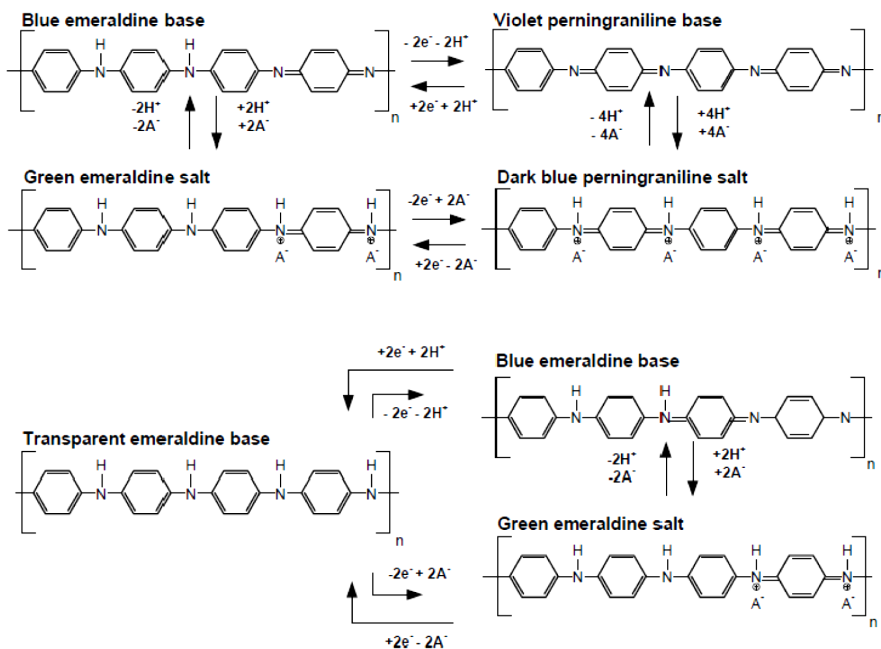 Blue emeraldine base
H H
N N N N
n
- 2e⁻ - 2H⁺
+2e⁻ + 2H⁺
Violet perningraniline base
N N N N
n
-2H⁺ +2H⁺
-2A⁻ +2A⁻
- 4H⁺ +4H⁺
- 4A⁻ +4A⁻
Green emeraldine salt
H H H H
N N N N
⊕ ⊕
A⁻ A⁻
n
-2e⁻ + 2A⁻
+2e⁻ - 2A⁻
Dark blue perningraniline salt
H H H H
N N N N
⊕ ⊕ ⊕ ⊕
A⁻ A⁻ A⁻ A⁻
n
+2e⁻ + 2H⁺
- 2e⁻ - 2H⁺
Blue emeraldine base
H H
N N N N
n
Transparent emeraldine base
H H H H
N N N N
n
-2H⁺ +2H⁺
-2A⁻ +2A⁻
Green emeraldine salt
H H H H
N N N N
⊕ ⊕
A⁻ A⁻
n
-2e⁻ + 2A⁻
+2e⁻ - 2A⁻